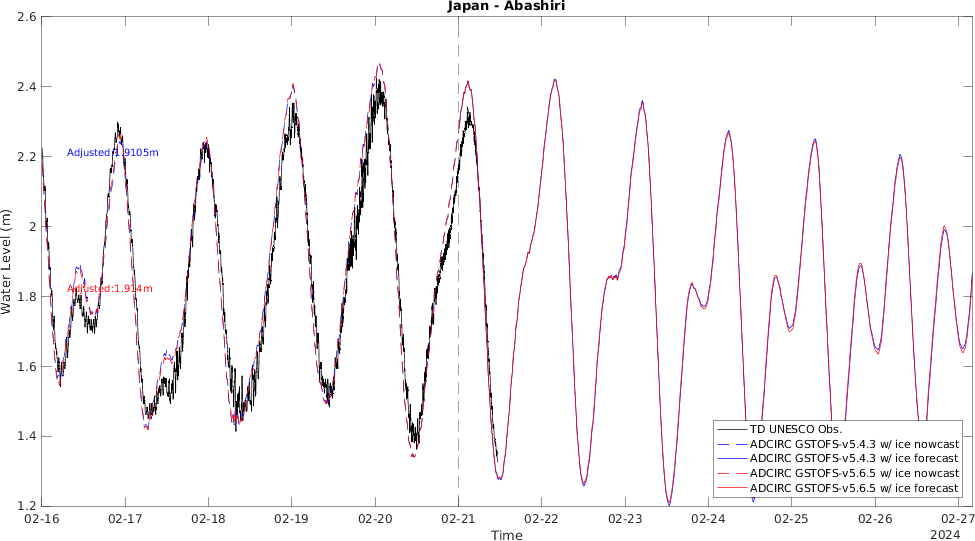 Japan - Abashiri
2.6
2.4
2.2
2
1.8
1.6
1.4
1.2
Water Level (m)
Adjusted:1.9105m
Adjusted:1.914m
TD UNESCO Obs.
ADCIRC GSTOFS-v5.4.3 w/ ice nowcast
ADCIRC GSTOFS-v5.4.3 w/ ice forecast
ADCIRC GSTOFS-v5.6.5 w/ ice nowcast
ADCIRC GSTOFS-v5.6.5 w/ ice forecast
02-16 02-17 02-18 02-19 02-20 02-21 02-22 02-23 02-24 02-25 02-26 02-27
Time
2024